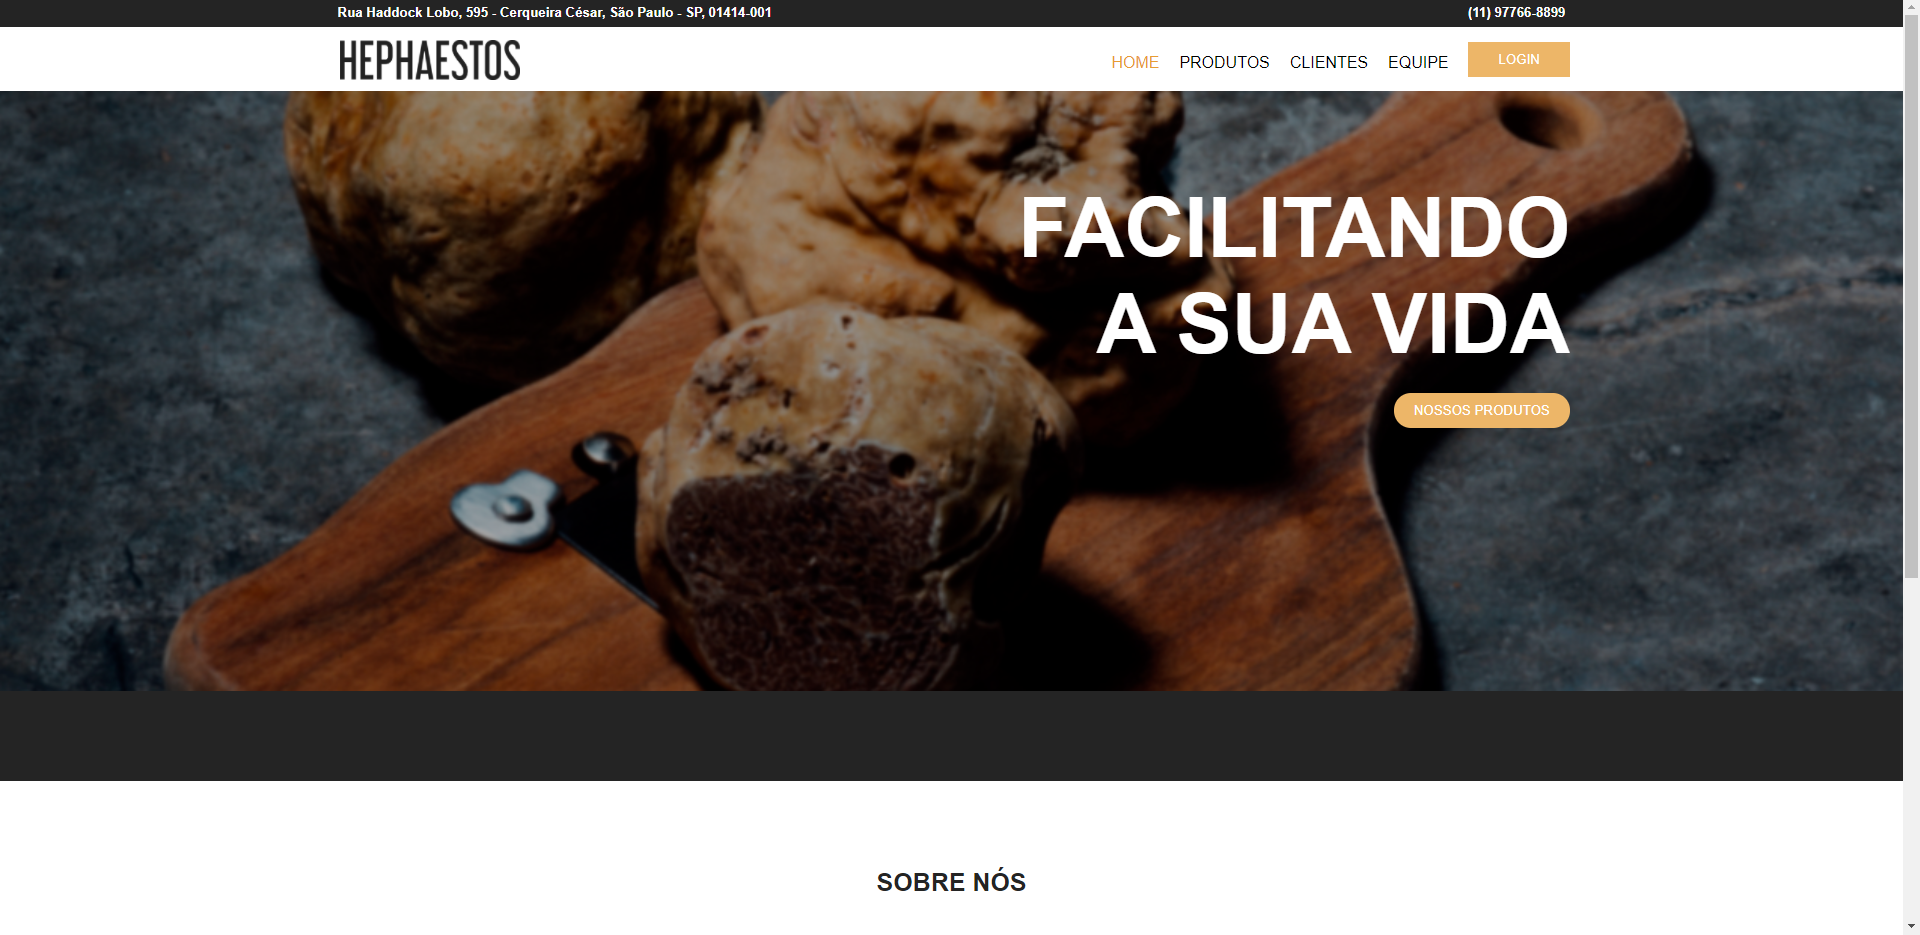 Rua Haddock Lobo, 595 - Cerqueira César, São Paulo - SP, 01414-001
(11) 97766-8899
HEPHAESTOS
HOME PRODUTOS CLIENTES EQUIPE LOGIN
FACILITANDO
A SUA VIDA
NOSSOS PRODUTOS
SOBRE NÓS